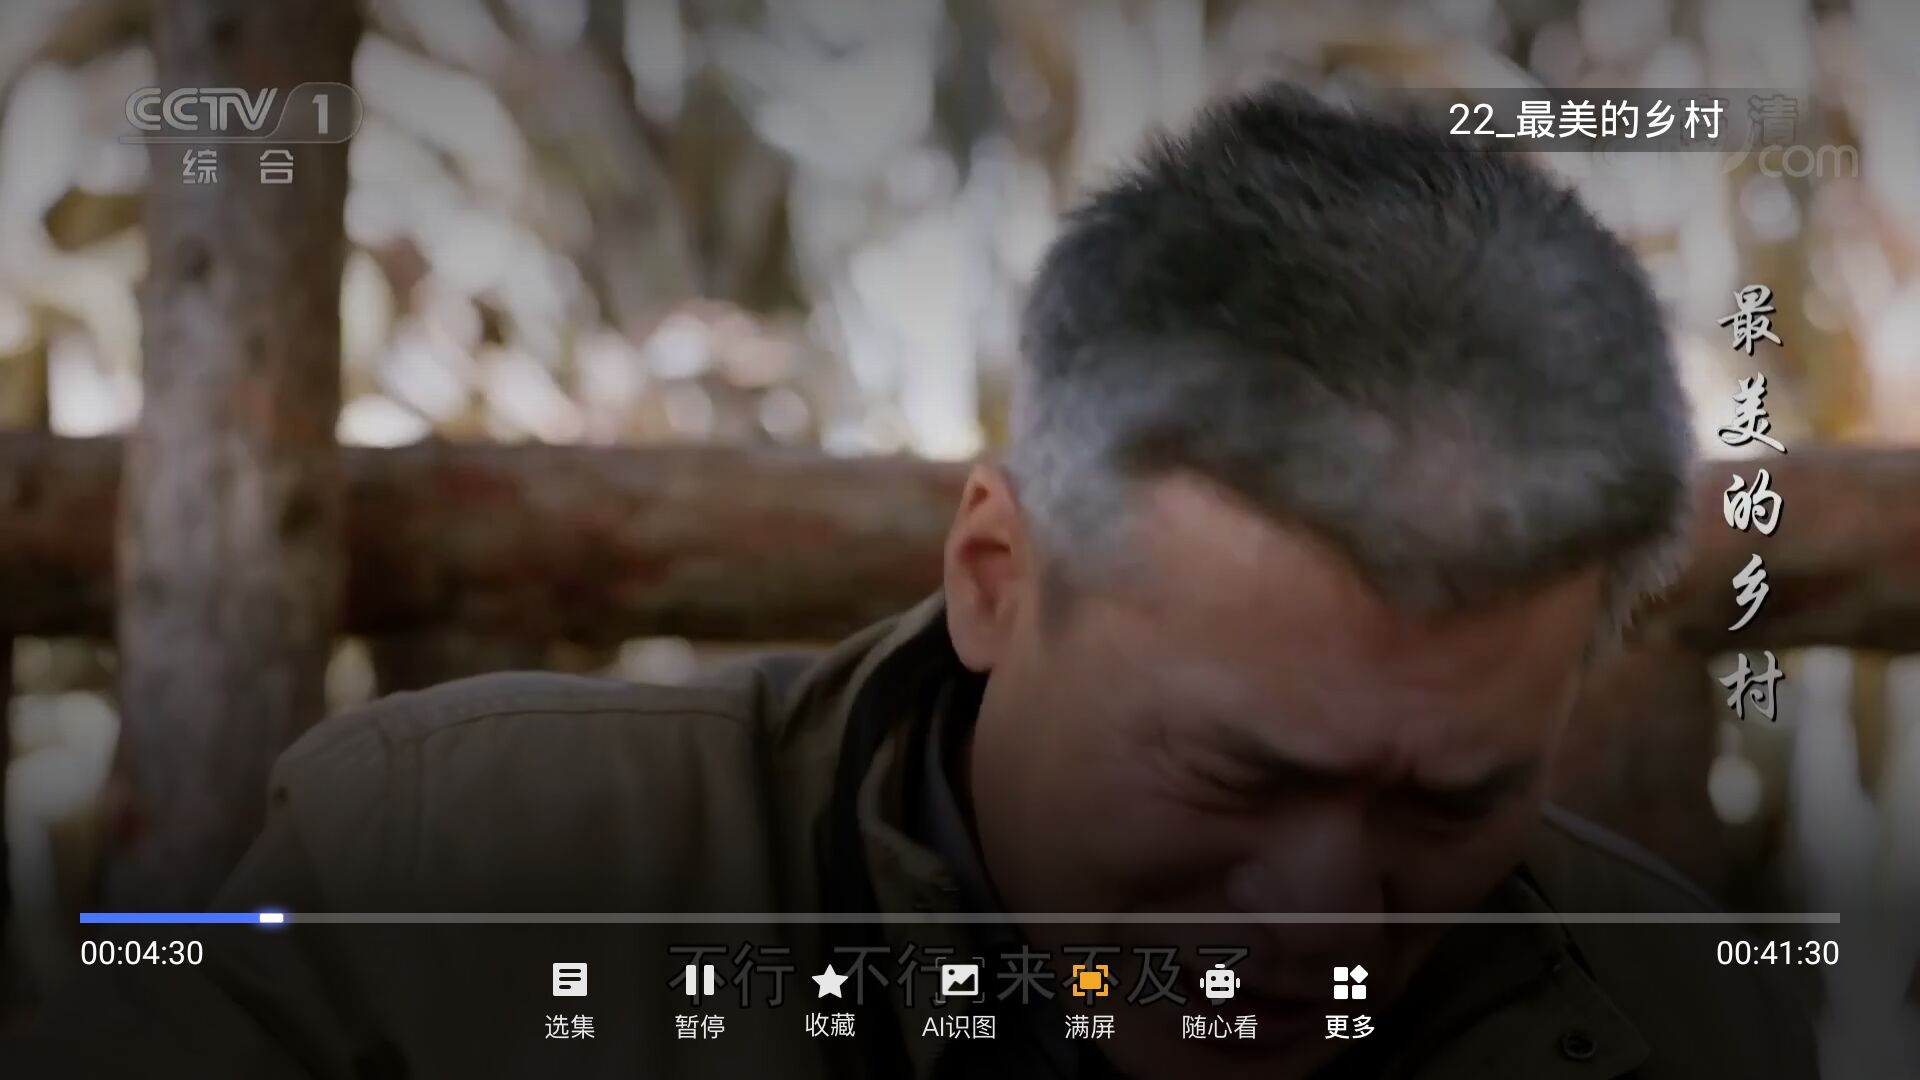 CCTV 1
综 合
22_最美的乡村
清
com
最美的乡村
00:04:30
00:41:30
不行 不行 来不及了
选集
暂停
收藏
AI识图
满屏
随心看
更多